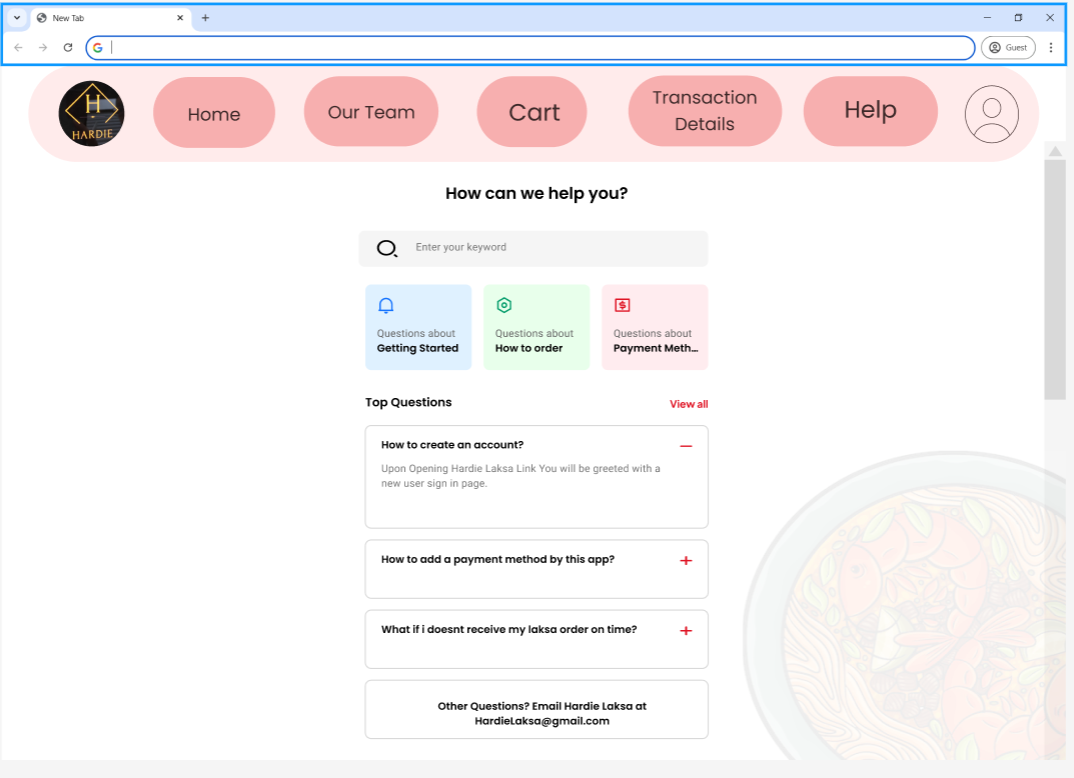 New Tab
Guest
H
HARDIE
Home
Our Team
Cart
Transaction
Details
Help
How can we help you?
Enter your keyword
Questions about
Getting Started
Questions about
How to order
Questions about
Payment Meth...
Top Questions
View all
How to create an account?
Upon Opening Hardie Laksa Link You will be greeted with a
new user sign in page.
How to add a payment method by this app?
What if i doesnt receive my laksa order on time?
Other Questions? Email Hardie Laksa at
HardieLaksa@gmail.com